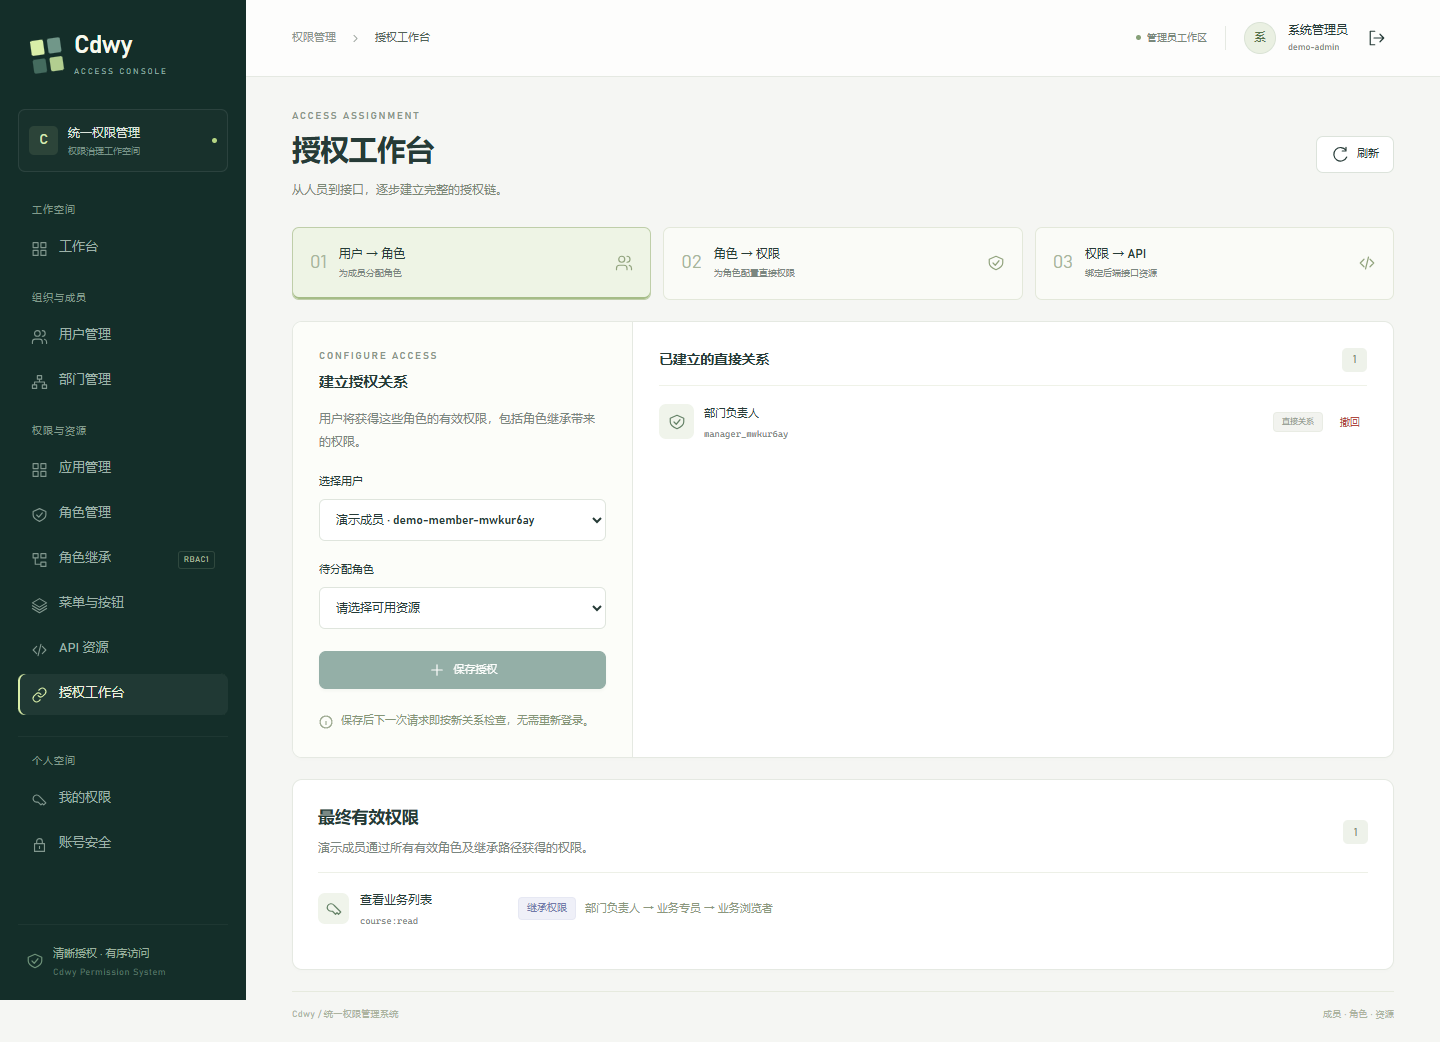 Cdwy
ACCESS CONSOLE
C
统一权限管理
权限治理工作空间
工作空间
工作台
组织与成员
用户管理
部门管理
权限与资源
应用管理
角色管理
角色继承
RBAC1
菜单与按钮
API 资源
授权工作台
个人空间
我的权限
账号安全
清晰授权 · 有序访问
Cdwy Permission System
权限管理
授权工作台
管理员工作区
系
系统管理员
demo-admin
ACCESS ASSIGNMENT
授权工作台
从人员到接口，逐步建立完整的授权链。
刷新
01
用户 → 角色
为成员分配角色
02
角色 → 权限
为角色配置直接权限
03
权限 → API
绑定后端接口资源
CONFIGURE ACCESS
建立授权关系
用户将获得这些角色的有效权限，包括角色继承带来
的权限。
选择用户
演示成员 · demo-member-mwkur6ay
待分配角色
请选择可用资源
保存授权
保存后下一次请求即按新关系检查，无需重新登录。
已建立的直接关系
1
部门负责人
manager_mwkur6ay
直接关系
撤回
最终有效权限
演示成员通过所有有效角色及继承路径获得的权限。
1
查看业务列表
course:read
继承权限
部门负责人 → 业务专员 → 业务浏览者
Cdwy / 统一权限管理系统
成员 · 角色 · 资源